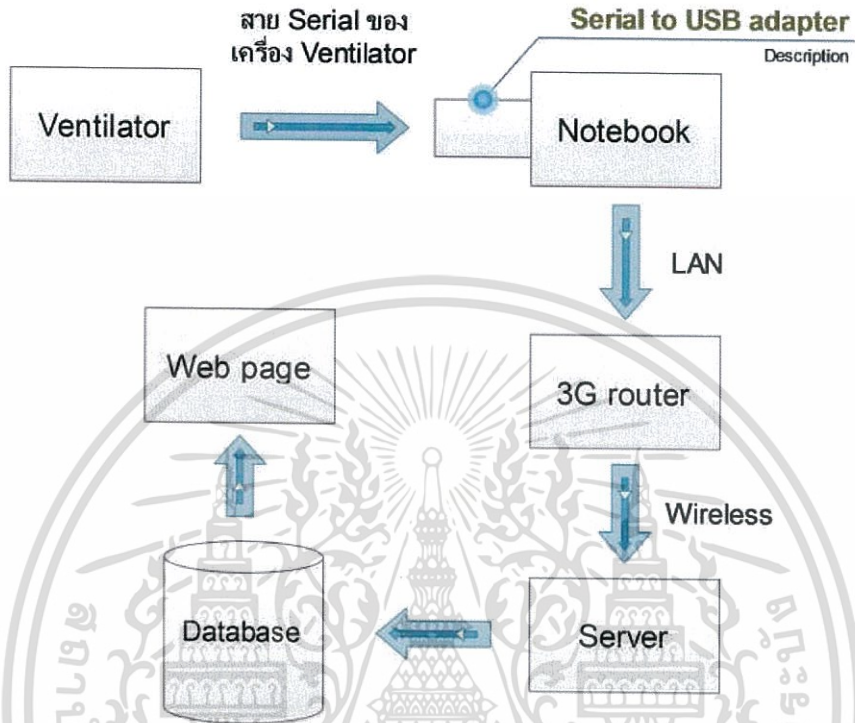 สาย Serial ของ
เครื่อง Ventilator
Serial to USB adapter
Description
Ventilator
Notebook
LAN
Web page
3G router
Wireless
Database
Server